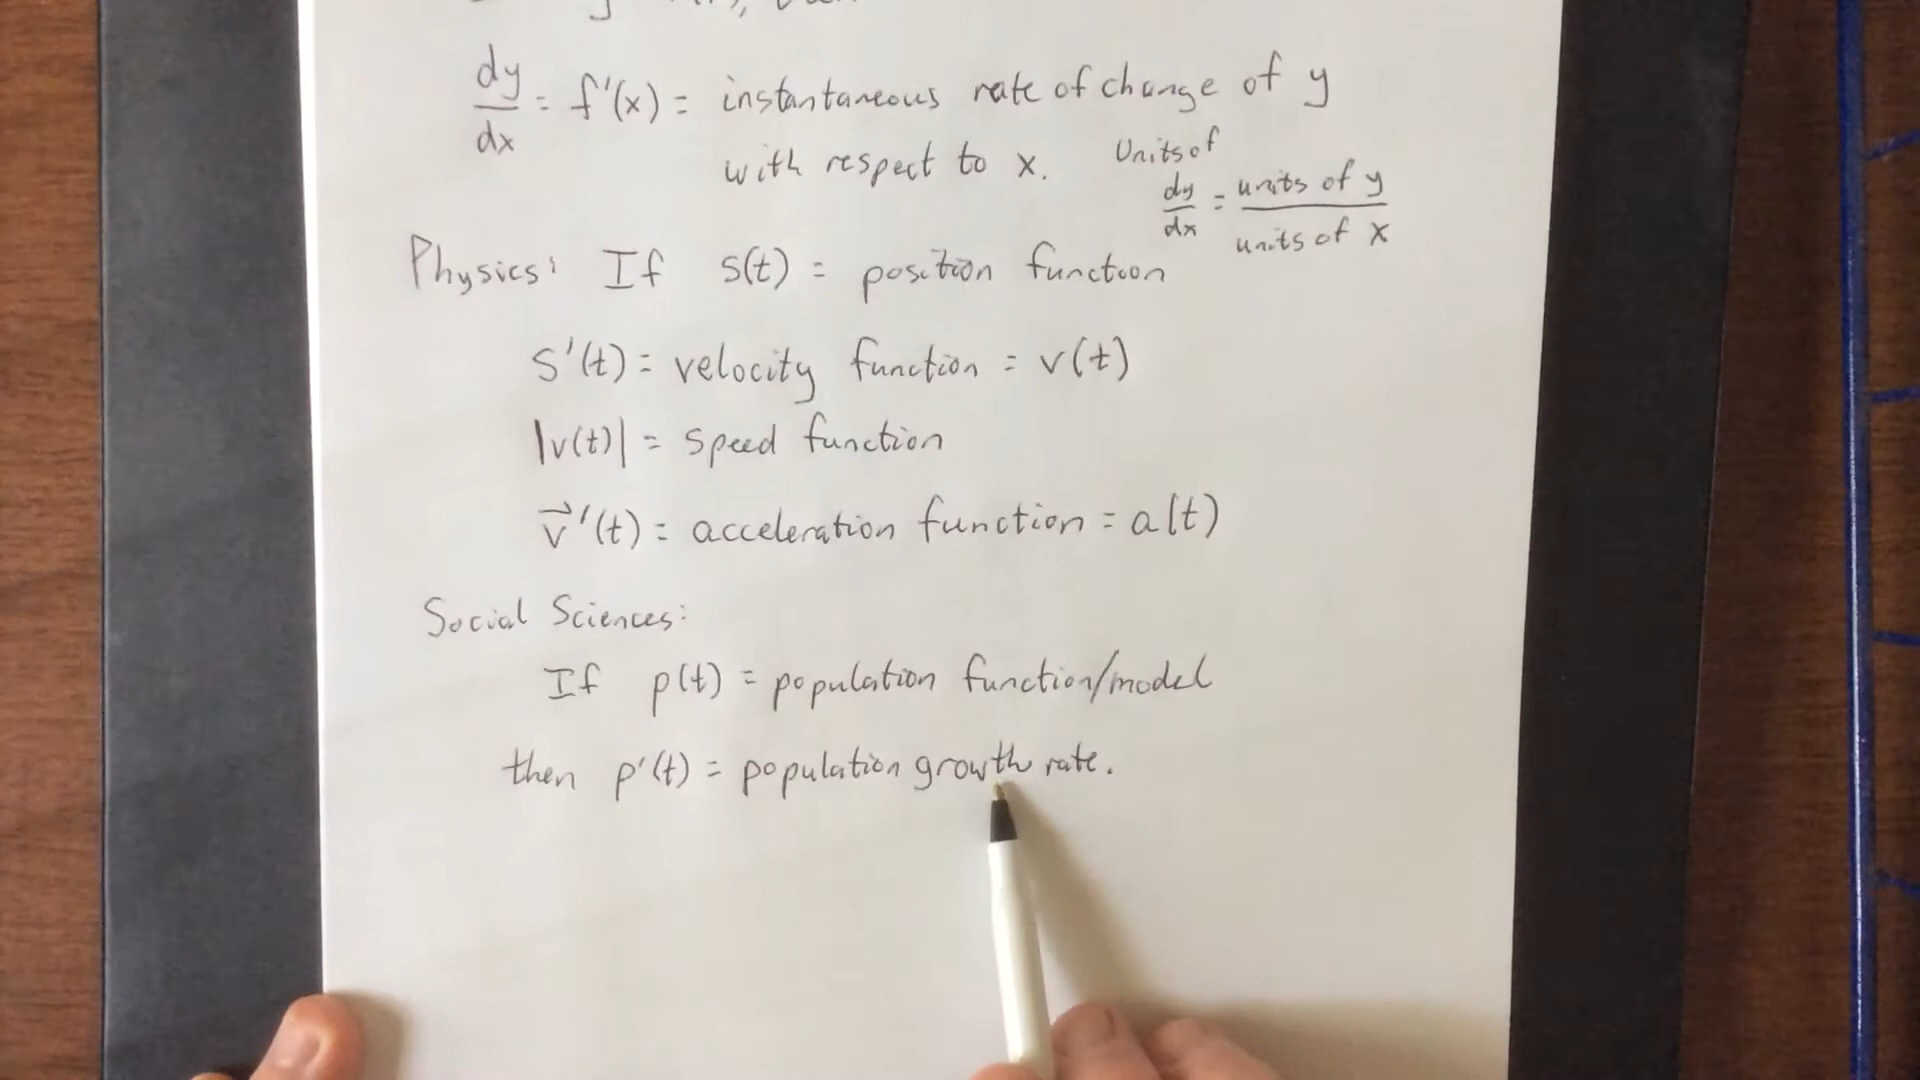 dy/dx = f'(x) = instantaneous rate of change of y
with respect to x.
Units of
dy/dx = units of y / units of x
Physics: If s(t) = position function
s'(t) = velocity function = v(t)
|v(t)| = speed function
v⃗'(t) = acceleration function = a(t)
Social Sciences:
If p(t) = population function/model
then p'(t) = population growth rate.